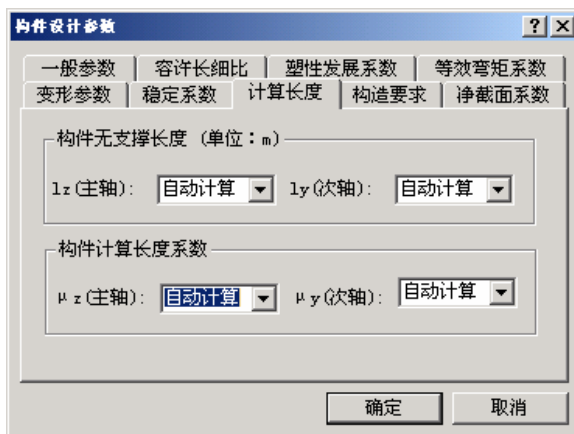 构件设计参数
一般参数 容许长细比 塑性发展系数 等效弯矩系数
变形参数 稳定系数 计算长度 构造要求 净截面系数
构件无支撑长度 (单位：m)
lz(主轴)： 自动计算 ly(次轴)： 自动计算
构件计算长度系数
μz(主轴)： 自动计算 μy(次轴)： 自动计算
确定 取消